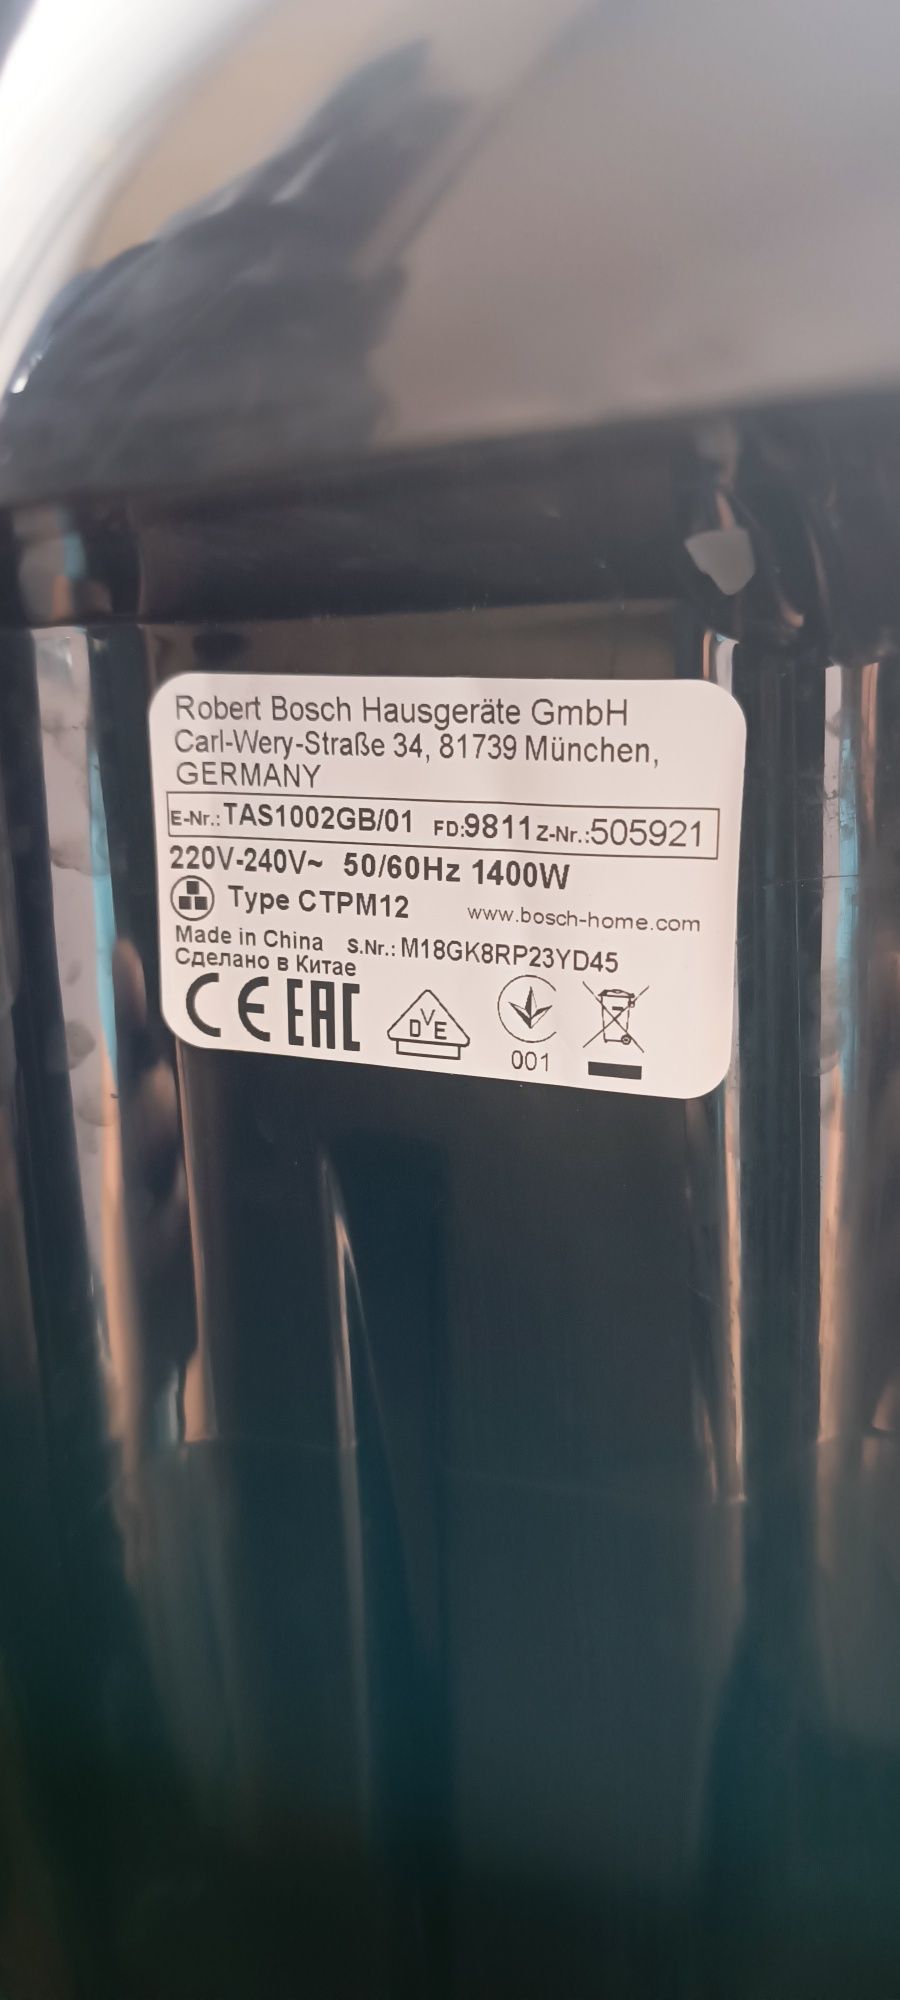 Robert Bosch Hausgeräte GmbH
Carl-Wery-Straße 34, 81739 München,
GERMANY
E-Nr.: TAS1002GB/01 FD:9811 Z-Nr.:505921
220V-240V~ 50/60Hz 1400W
Type CTPM12 www.bosch-home.com
Made in China s.Nr.: M18GK8RP23YD45
Сделано в Китае
CE EAC DVE
001